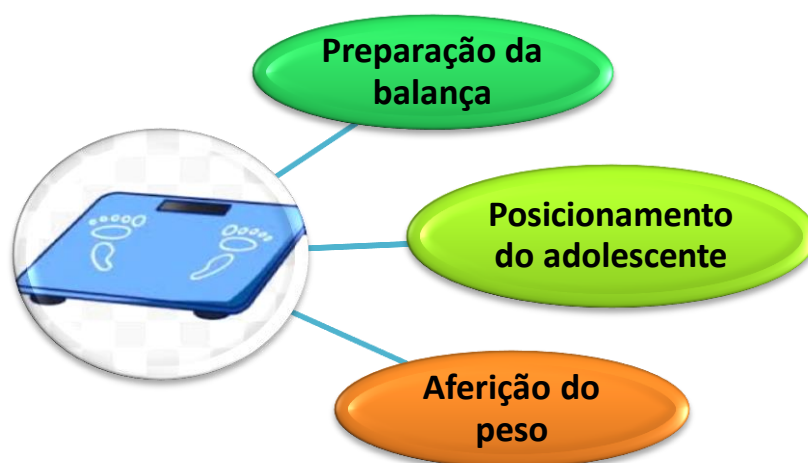 Preparação da
balança
Posicionamento
do adolescente
Aferição do
peso